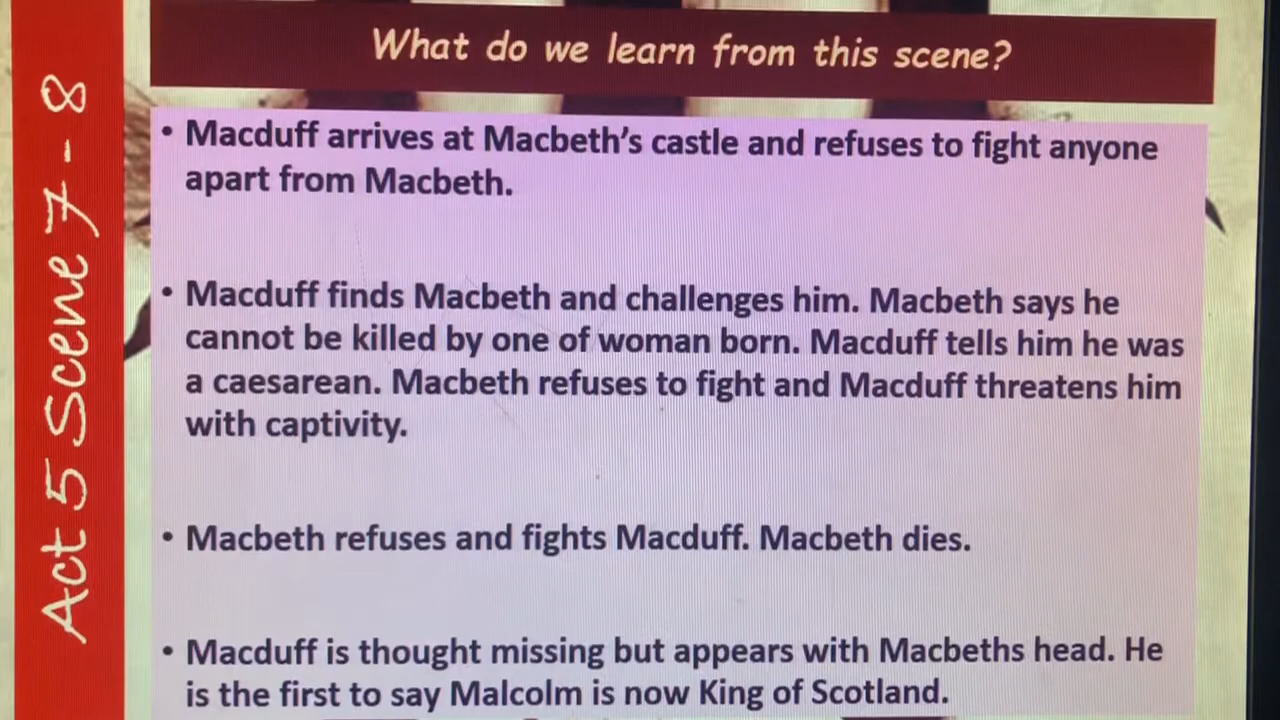 Act 5 Scene 7 - 8
What do we learn from this scene?
• Macduff arrives at Macbeth's castle and refuses to fight anyone
apart from Macbeth.
• Macduff finds Macbeth and challenges him. Macbeth says he
cannot be killed by one of woman born. Macduff tells him he was
a caesarean. Macbeth refuses to fight and Macduff threatens him
with captivity.
• Macbeth refuses and fights Macduff. Macbeth dies.
• Macduff is thought missing but appears with Macbeths head. He
is the first to say Malcolm is now King of Scotland.